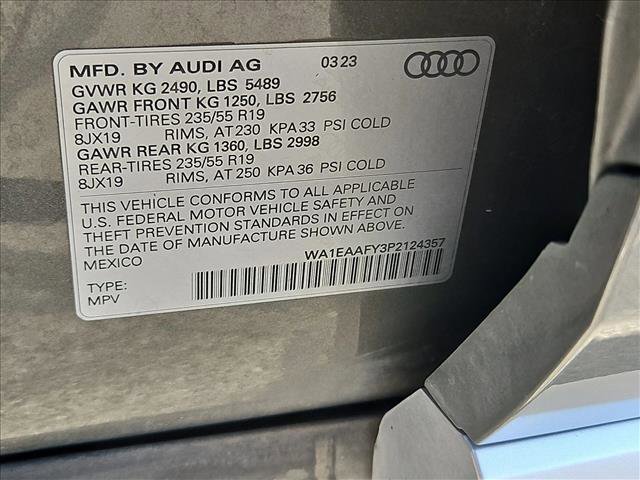 MFD. BY AUDI AG 03 23
GVWR KG 2490, LBS 5489
GAWR FRONT KG 1250, LBS 2756
FRONT-TIRES 235/55 R19
8JX19 RIMS, AT 230 KPA 33 PSI COLD
GAWR REAR KG 1360, LBS 2998
REAR-TIRES 235/55 R19
8JX19 RIMS, AT 250 KPA 36 PSI COLD
THIS VEHICLE CONFORMS TO ALL APPLICABLE
U.S. FEDERAL MOTOR VEHICLE SAFETY AND
THEFT PREVENTION STANDARDS IN EFFECT ON
THE DATE OF MANUFACTURE SHOWN ABOVE.
MEXICO WA1EAAFY3P2124357
TYPE:
MPV